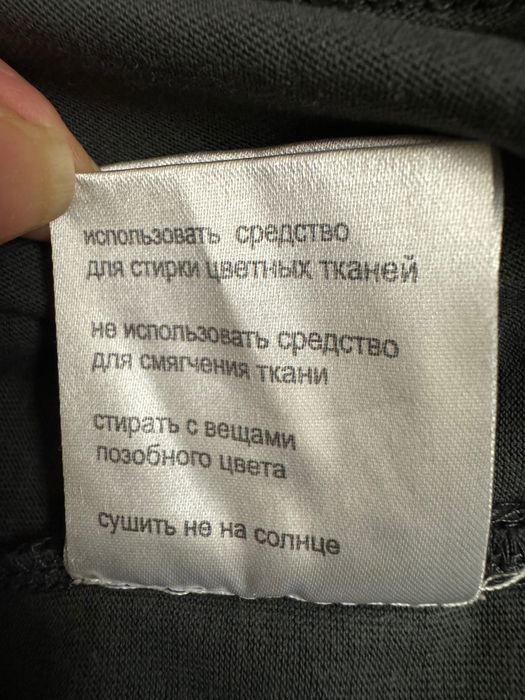 использовать средство
для стирки цветных тканей
не использовать средство
для смягчения ткани
стирать с вещами
позобного цвета
сушить не на солнце